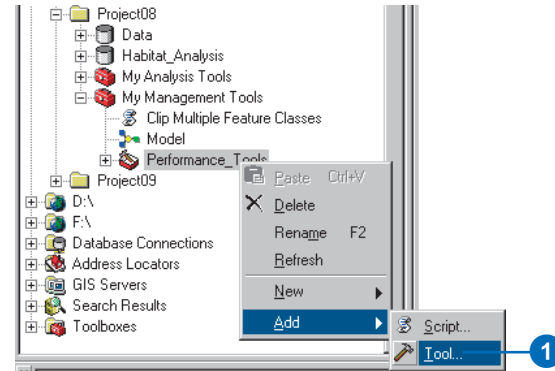 Project08
Data
Habitat_Analysis
My Analysis Tools
My Management Tools
Clip Multiple Feature Classes
Model
Performance_Tools
Project09
D:\
F:\
Database Connections
Address Locators
GIS Servers
Search Results
Toolboxes
Paste Ctrl+V
Delete
Rename F2
Refresh
New
Add
Script...
Tool...
1